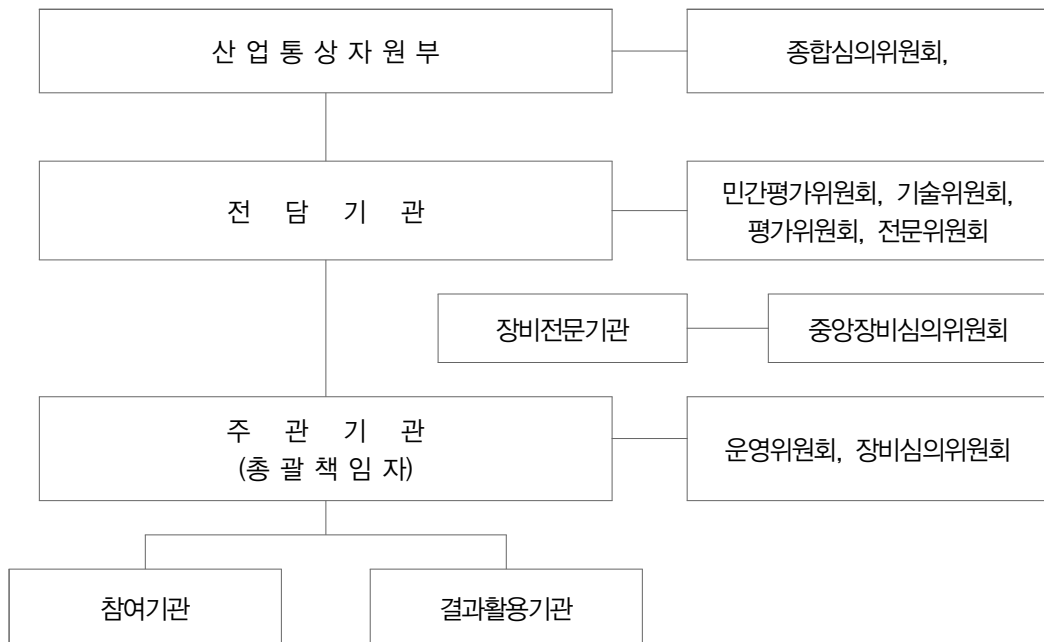 산 업 통 상 자 원 부
종합심의위원회,
전 담 기 관
민간평가위원회, 기술위원회,
평가위원회, 전문위원회
장비전문기관
중앙장비심의위원회
주 관 기 관
(총 괄 책 임 자)
운영위원회, 장비심의위원회
참여기관
결과활용기관